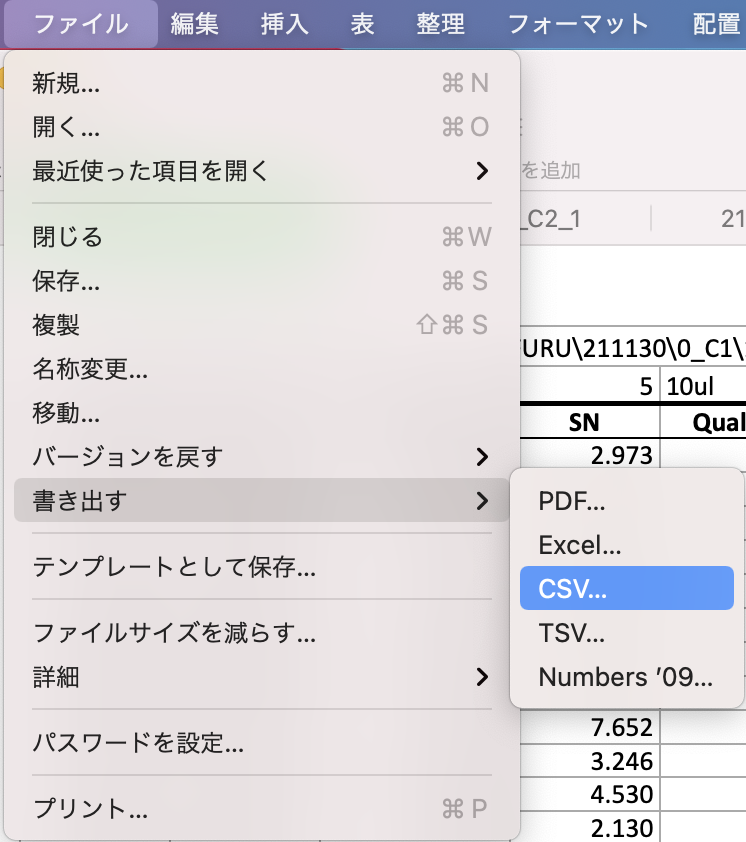 ファイル 編集 挿入 表 整理 フォーマット 配置
新規... ⌘N
開く... ⌘O
最近使った項目を開く
を追加
閉じる ⌘W
_C2_1 21
保存... ⌘S
複製 ⇧⌘S
URU\211130\0_C1\
名称変更...
5 10ul
移動...
SN Qual
バージョンを戻す
2.973
書き出す
PDF...
Excel...
CSV...
TSV...
Numbers '09...
テンプレートとして保存...
ファイルサイズを減らす...
詳細
7.652
パスワードを設定...
3.246
4.530
プリント... ⌘P
2.130